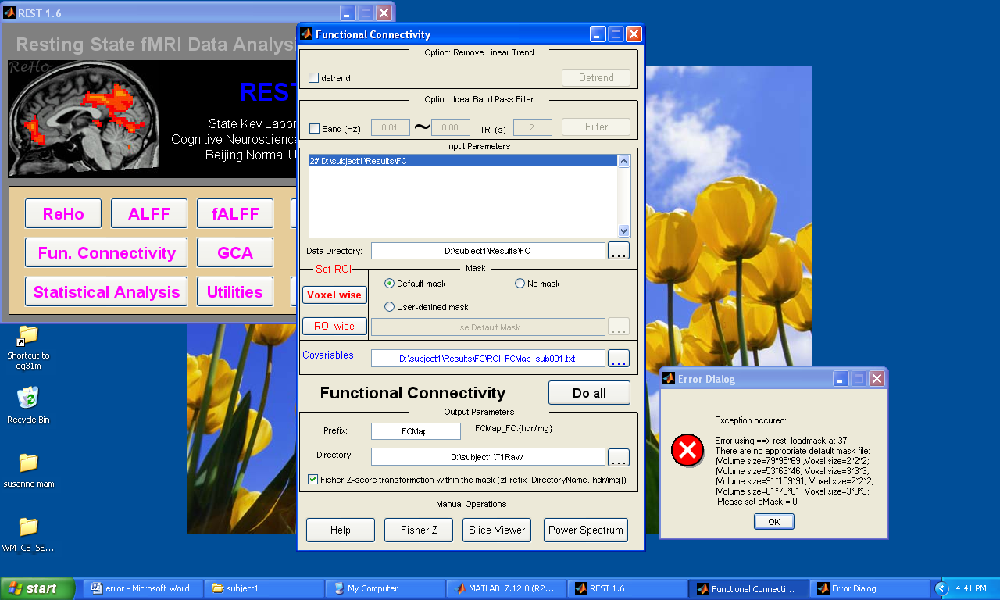 REST 1.6
Resting State fMRI Data Analysi
ReHo
REST
State Key Labor
Cognitive Neuroscience
Beijing Normal U
ReHo
ALFF
fALFF
Fun. Connectivity
GCA
Statistical Analysis
Utilities
Shortcut to
eg31m
Recycle Bin
susanne mam
WM_CE_SE...
Functional Connectivity
Option: Remove Linear Trend
detrend
Detrend
Option: Ideal Band Pass Filter
Band (Hz)
0.01
~
0.08
TR: (s)
2
Filter
Input Parameters
2# D:\subject1\Results\FC
Data Directory:
D:\subject1\Results\FC
...
Set ROI
Mask
Voxel wise
Default mask
No mask
User-defined mask
ROI wise
Use Default Mask
...
Covariables:
D:\subject1\Results\FC\ROI_FCMap_sub001.txt
...
Functional Connectivity
Do all
Output Parameters
Prefix:
FCMap
FCMap_FC.{hdr/img}
Directory:
D:\subject1\T1Raw
...
Fisher Z-score transformation within the mask (zPrefix_DirectoryName.{hdr/img})
Manual Operations
Help
Fisher Z
Slice Viewer
Power Spectrum
Error Dialog
Exception occured:
Error using ==> rest_loadmask at 37
There are no appropriate default mask file:
Volume size=79*95*69 ,Voxel size=2*2*2;
Volume size=53*63*46, Voxel size=3*3*3;
Volume size=91*109*91, Voxel size=2*2*2;
Volume size=61*73*61, Voxel size=3*3*3;
Please set bMask = 0.
OK
start
error - Microsoft Word
subject1
My Computer
MATLAB 7.12.0 (R2...
REST 1.6
Functional Connecti...
Error Dialog
4:41 PM